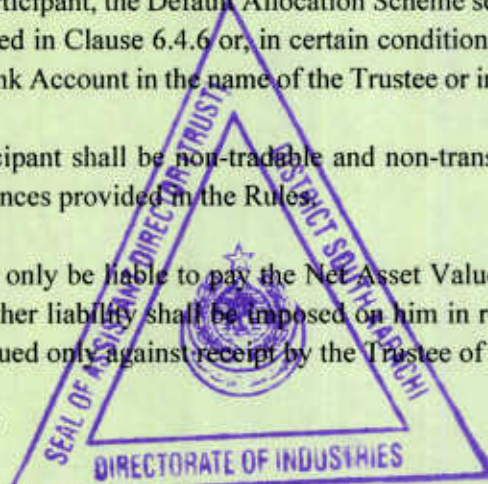 rticipant, the Default Allocation Scheme se
ed in Clause 6.4.6 or, in certain condition
nk Account in the name of the Trustee or in
cipant shall be non-tradable and non-trans
ences provided in the Rules.
only be liable to pay the Net Asset Value
her liability shall be imposed on him in r
ued only against receipt by the Trustee of
SEAL OF ASSISTANT DIRECTOR TRUST,
DISTRICT SOUTH KARACHI
DIRECTORATE OF INDUSTRIES